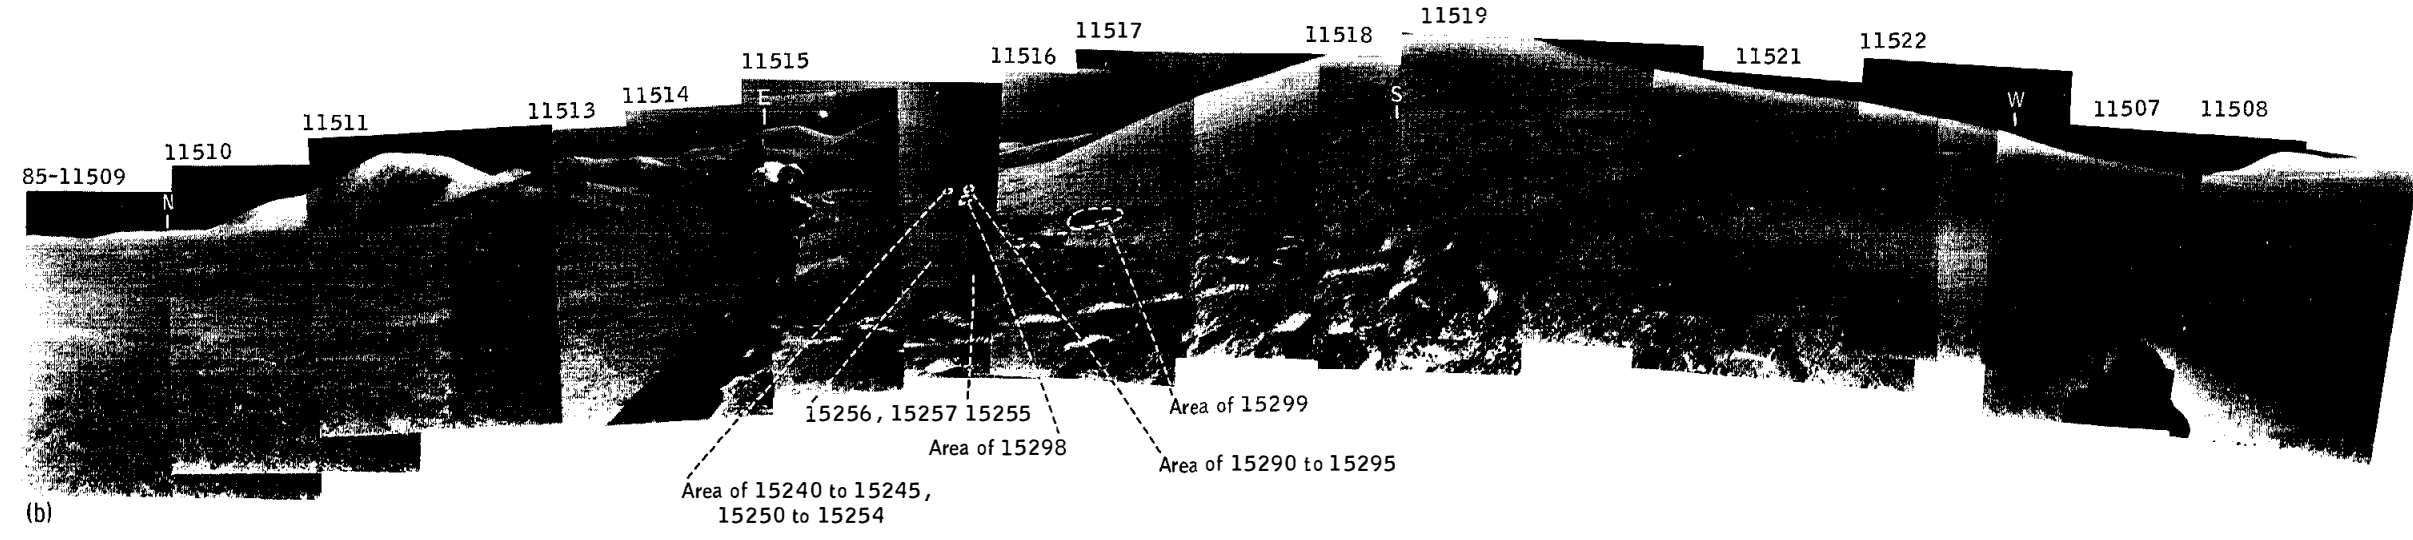 11519
11517
11518
11522
11516
11521
11515
E
11514
S
W
11513
11507
11508
11511
11510
85-11509
N
15256, 15257
15255
Area of 15299
Area of 15298
Area of 15290 to 15295
Area of 15240 to 15245,
15250 to 15254
(b)